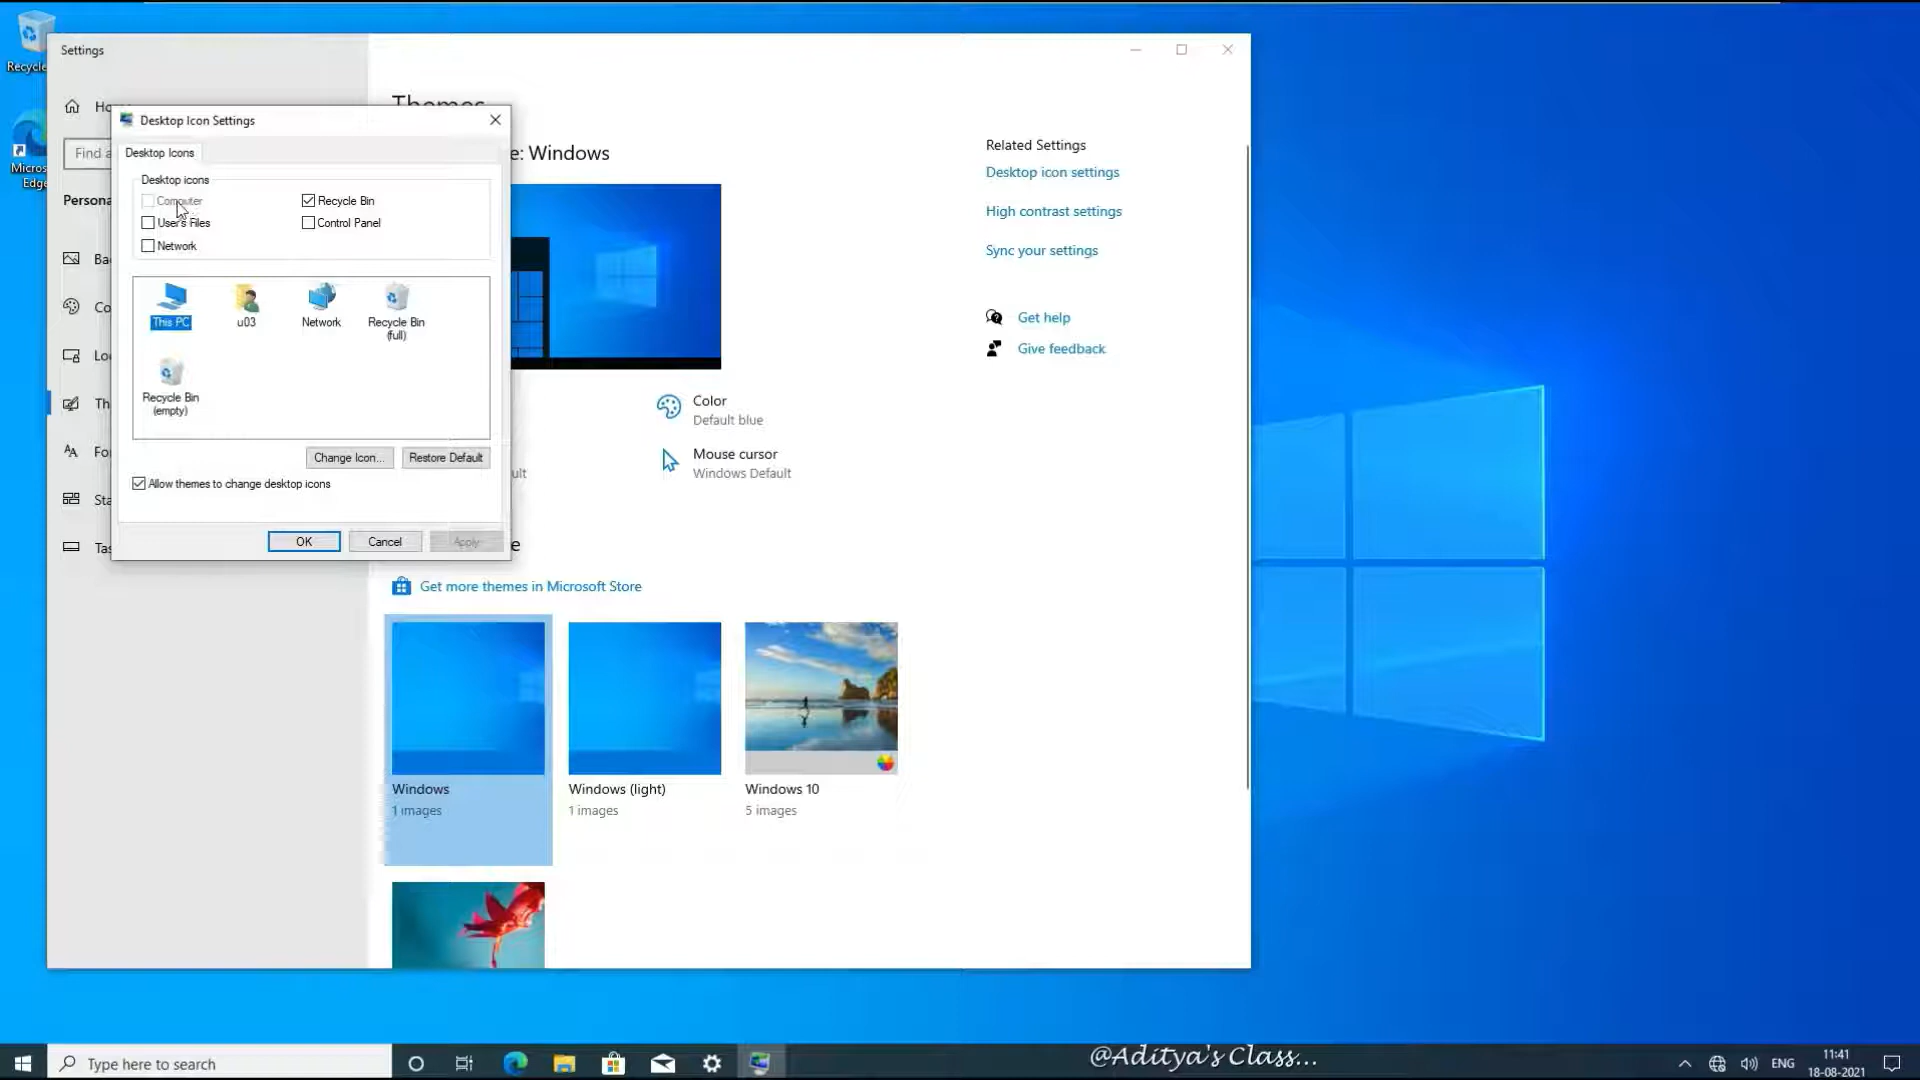 Recycle
Micros
Edge
Settings
Find a
Persona
Themes
Desktop Icon Settings
Desktop Icons
Desktop icons
Computer
Recycle Bin
User's Files
Control Panel
Network
This PC
u03
Network
Recycle Bin
(full)
Recycle Bin
(empty)
Change Icon...
Restore Default
Allow themes to change desktop icons
OK
Cancel
Apply
e: Windows
Color
Default blue
Mouse cursor
Windows Default
ult
e
Get more themes in Microsoft Store
Windows
1 images
Windows (light)
1 images
Windows 10
5 images
Related Settings
Desktop icon settings
High contrast settings
Sync your settings
Get help
Give feedback
Ba
Co
Lo
Th
Fo
Sta
Tas
Type here to search
@Aditya's Class...
ENG
11:41
18-08-2021